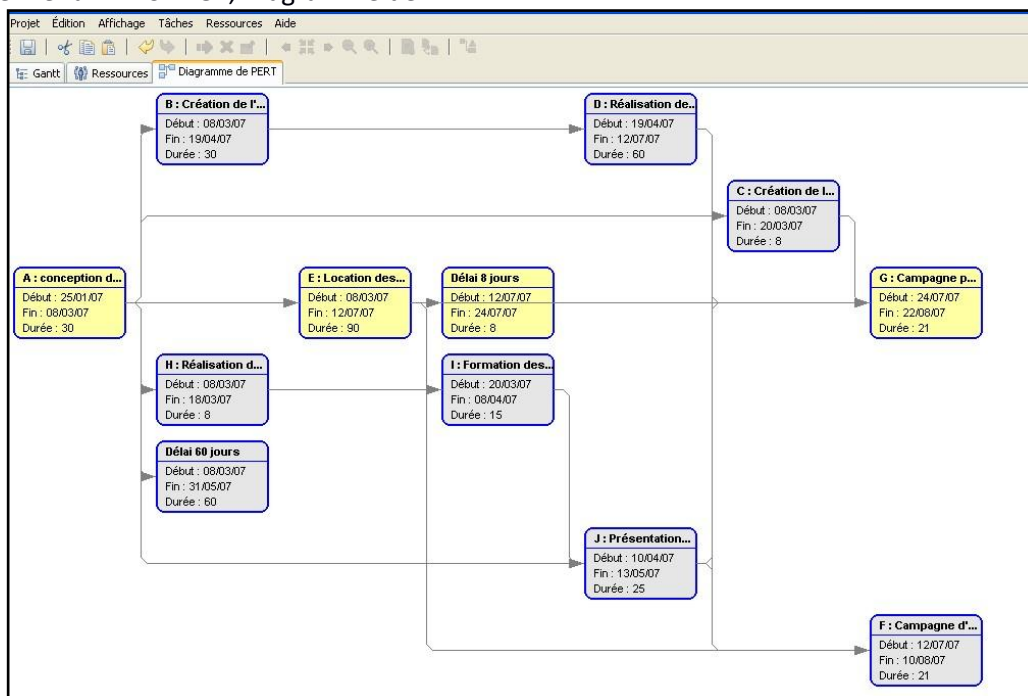 Projet Édition Affichage Tâches Ressources Aide
Gantt Ressources Diagramme de PERT
B : Création de l'...
Début : 08/03/07
Fin : 19/04/07
Durée : 30
D : Réalisation de...
Début : 19/04/07
Fin : 12/07/07
Durée : 60
C : Création de l...
Début : 08/03/07
Fin : 20/03/07
Durée : 8
A : conception d...
Début : 25/01/07
Fin : 08/03/07
Durée : 30
E : Location des...
Début : 08/03/07
Fin : 12/07/07
Durée : 90
Délai 8 jours
Début : 12/07/07
Fin : 24/07/07
Durée : 8
G : Campagne p...
Début : 24/07/07
Fin : 22/08/07
Durée : 21
H : Réalisation d...
Début : 08/03/07
Fin : 18/03/07
Durée : 8
I : Formation des...
Début : 20/03/07
Fin : 08/04/07
Durée : 15
Délai 60 jours
Début : 08/03/07
Fin : 31/05/07
Durée : 60
J : Présentation...
Début : 10/04/07
Fin : 13/05/07
Durée : 25
F : Campagne d'...
Début : 12/07/07
Fin : 10/08/07
Durée : 21